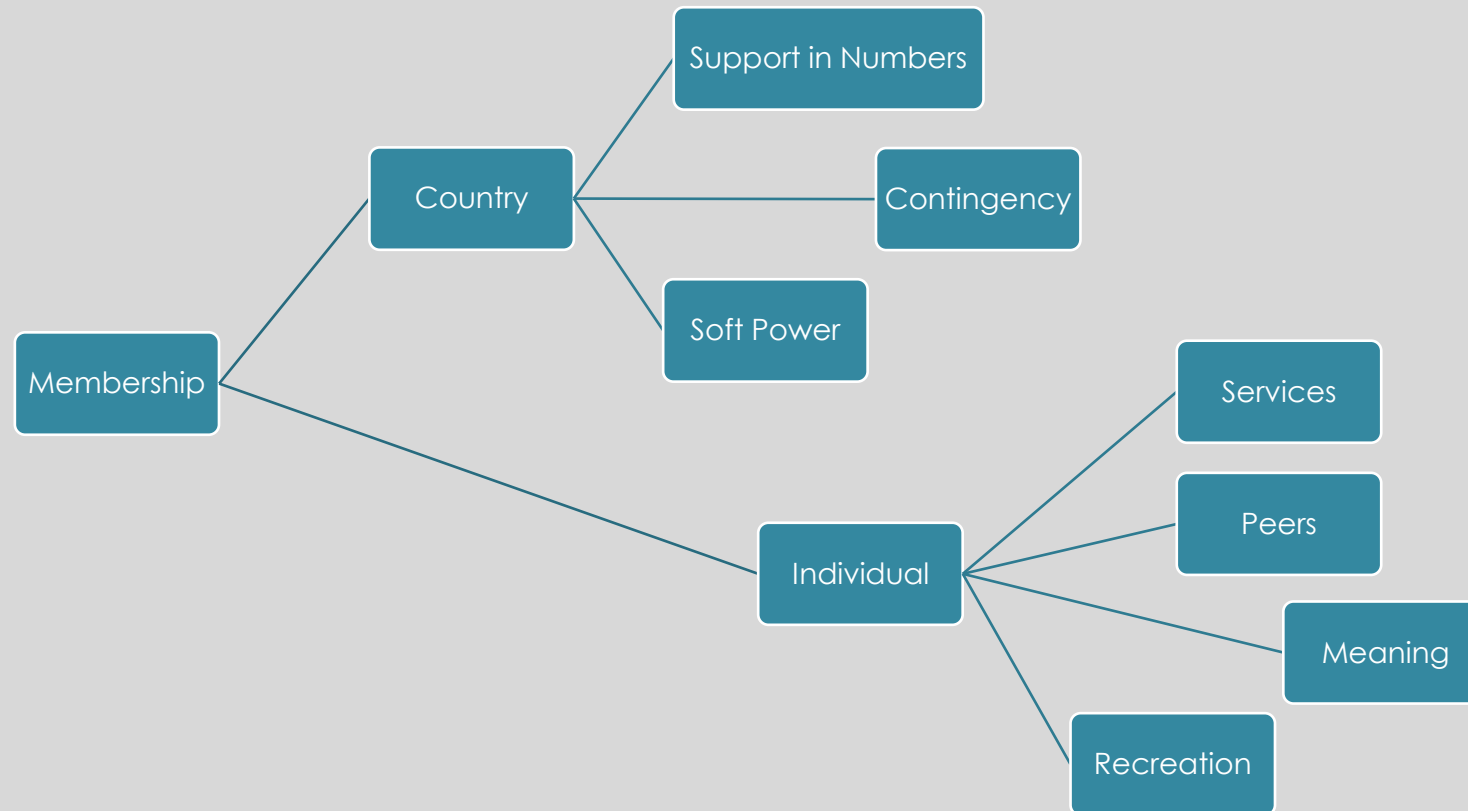 Support in Numbers
Country
Contingency
Soft Power
Membership
Services
Peers
Individual
Meaning
Recreation